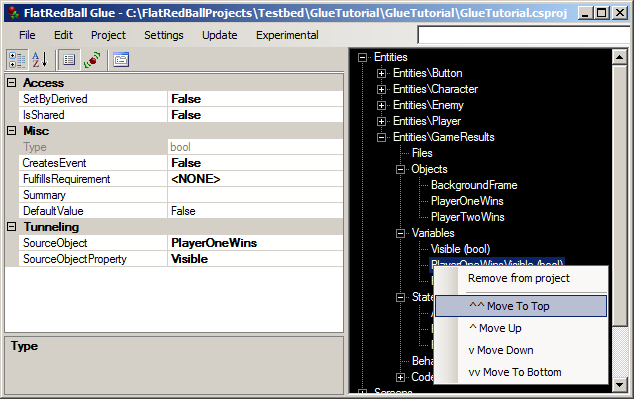 FlatRedBall Glue - C:\FlatRedBallProjects\Testbed\GlueTutorial\GlueTutorial\GlueTutorial.csproj
File Edit Project Settings Update Experimental
Access
SetByDerived False
IsShared False
Misc
Type bool
CreatesEvent False
FulfillsRequirement <NONE>
Summary
DefaultValue False
Tunneling
SourceObject PlayerOneWins
SourceObjectProperty Visible
Type
Entities
Entities\Button
Entities\Character
Entities\Enemy
Entities\Player
Entities\GameResults
Files
Objects
BackgroundFrame
PlayerOneWins
PlayerTwoWins
Variables
Visible (bool)
PlayerOneWinsVisible (bool)
State
Beha
Code
Screens
Remove from project
^^ Move To Top
^ Move Up
v Move Down
vv Move To Bottom